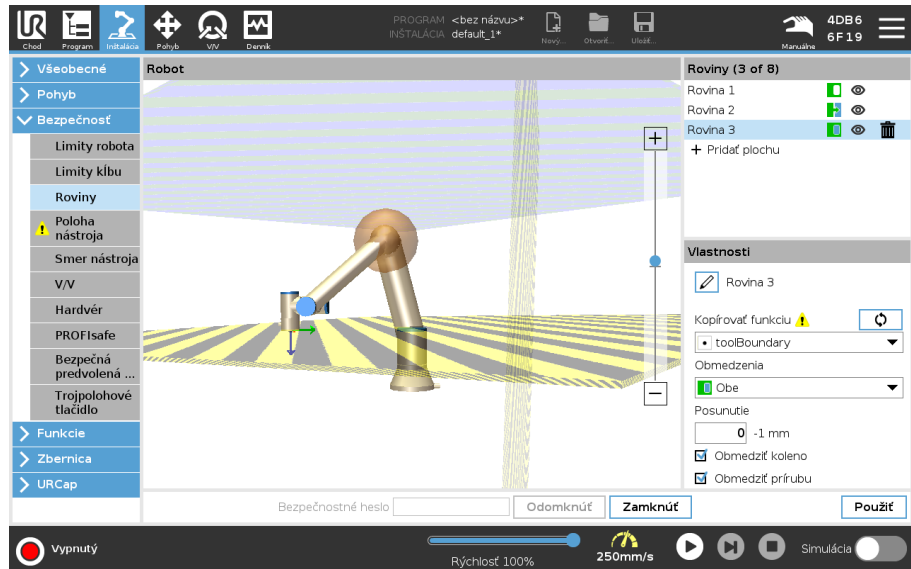 PROGRAM <bez názvu>*
INŠTALÁCIA default_1*
Chod
Program
Inštalácia
Pohyb
V/V
Denník
Nový...
Otvoriť...
Uložiť...
Manuálne
4DB6
6F19
Všeobecné
Pohyb
Bezpečnosť
Limity robota
Limity kĺbu
Roviny
Poloha
nástroja
Smer nástroja
V/V
Hardvér
PROFIsafe
Bezpečná
predvolená ...
Trojpolohové
tlačidlo
Funkcie
Zbernica
URCap
Robot
+
−
Roviny (3 of 8)
Rovina 1
Rovina 2
Rovina 3
+ Pridať plochu
Vlastnosti
Rovina 3
Kopírovať funkciu
toolBoundary
Obmedzenia
Obe
Posunutie
0 -1 mm
Obmedziť koleno
Obmedziť prírubu
Bezpečnostné heslo
Odomknúť
Zamknúť
Použiť
Vypnutý
Rýchlosť 100%
250mm/s
Simulácia